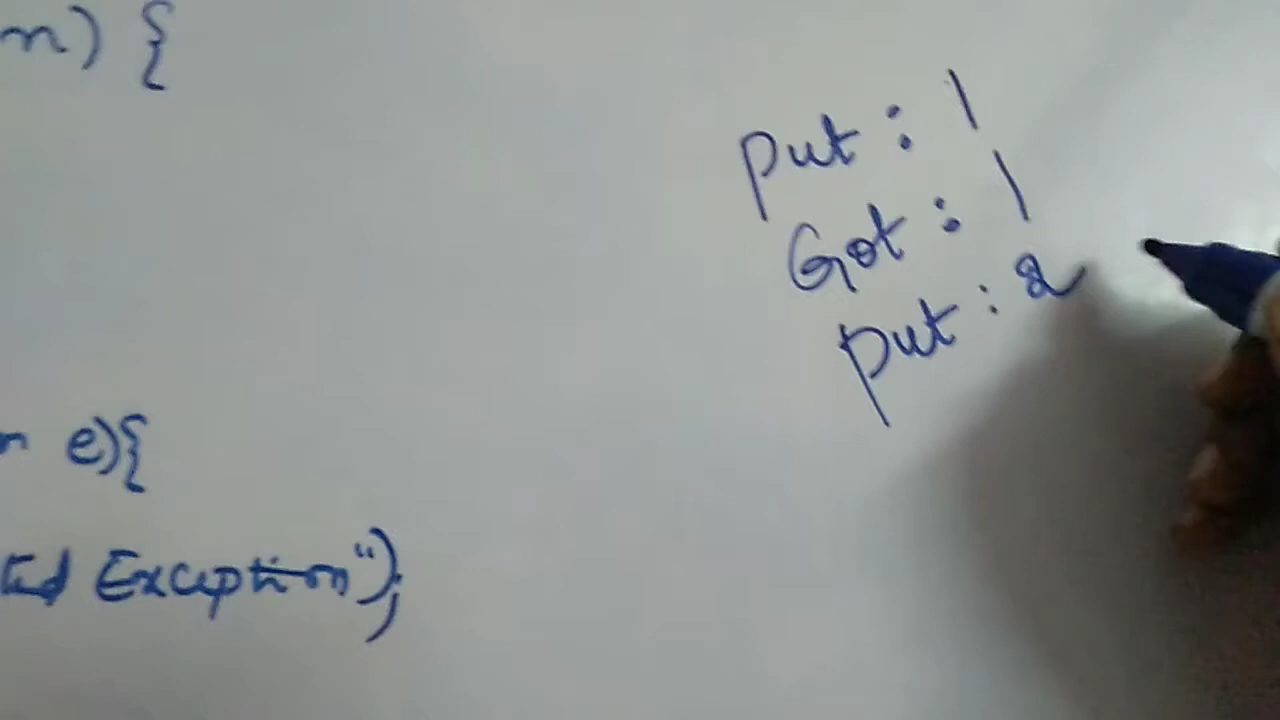 n) {
put : 1
Got : 1
put : 2
e){
Exception");